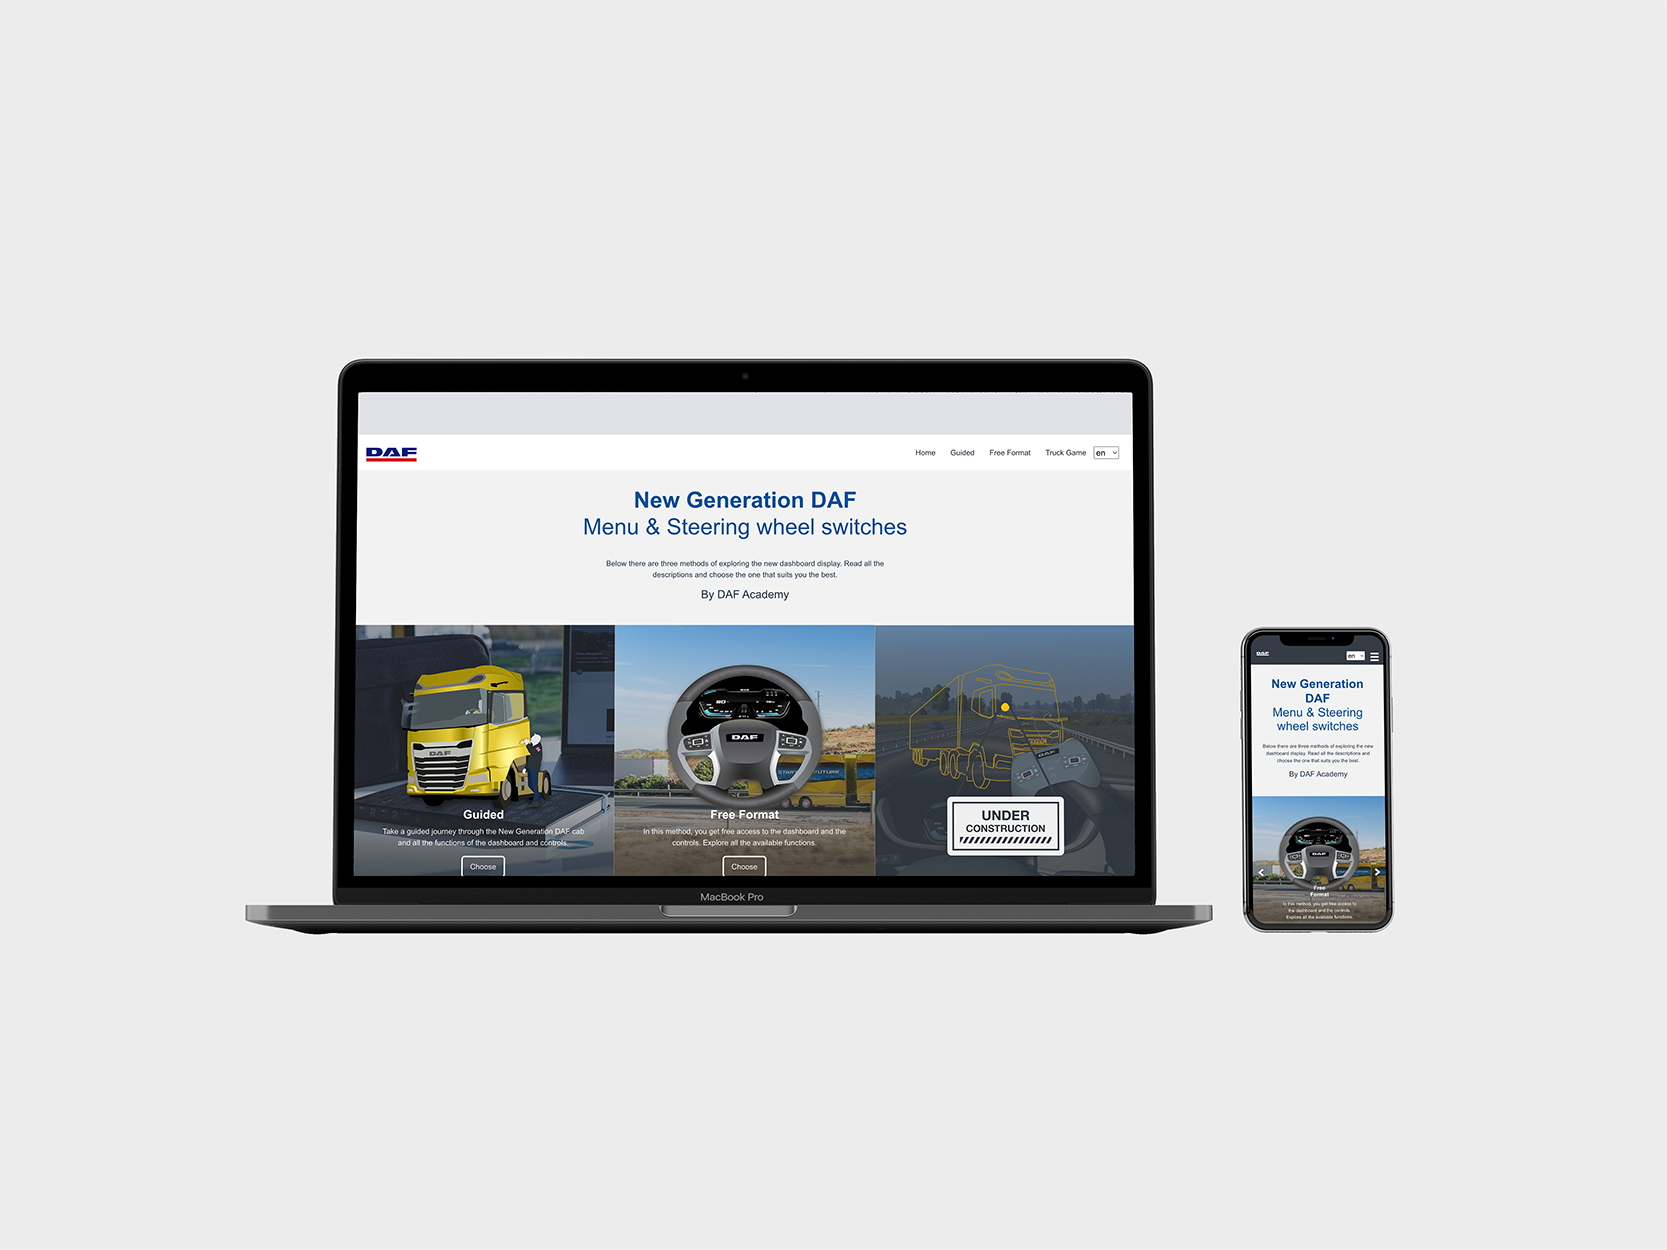 DAF
Home Guided Free Format Truck Game en
New Generation DAF
Menu & Steering wheel switches
Below there are three methods of exploring the new dashboard display. Read all the
descriptions and choose the one that suits you the best.
By DAF Academy
DAF
Guided
Take a guided journey through the New Generation DAF cab
and all the functions of the dashboard and controls.
Choose
80
DAF
START FUTURE
Free Format
In this method, you get free access to the dashboard and the
controls. Explore all the available functions.
Choose
DAF
DAF
UNDER
CONSTRUCTION
MacBook Pro
DAF
en
New Generation
DAF
Menu & Steering
wheel switches
Below there are three methods of exploring the new
dashboard display. Read all the descriptions and
choose the one that suits you the best.
By DAF Academy
DAF
Free
Format
In this method, you get free access to
the dashboard and the controls.
Explore all the available functions.